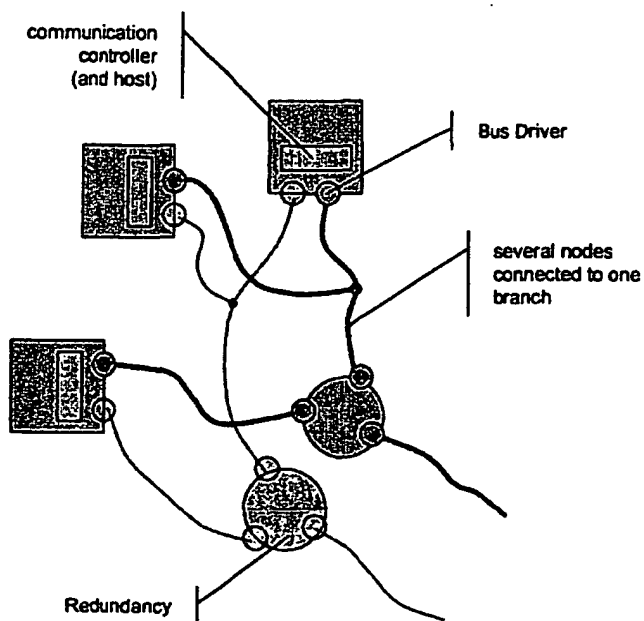 communication
controller
(and host)
Bus Driver
several nodes
connected to one
branch
Redundancy